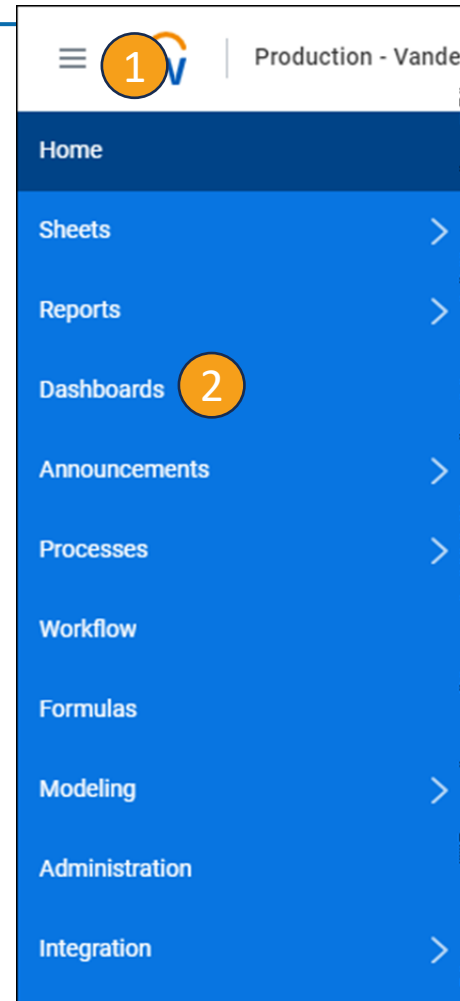 1 Production - Vande
Home
Sheets
Reports
Dashboards 2
Announcements
Processes
Workflow
Formulas
Modeling
Administration
Integration